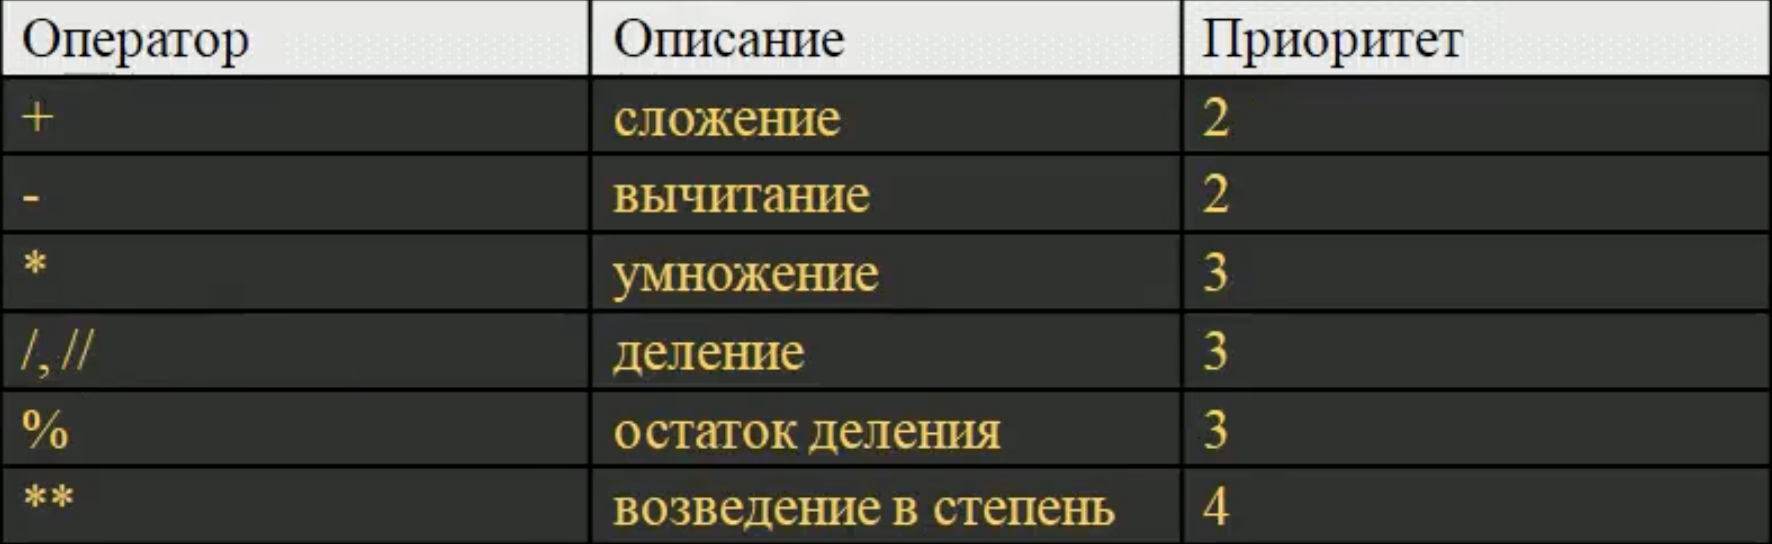 Оператор Описание Приоритет
+ сложение 2
- вычитание 2
* умножение 3
/, // деление 3
% остаток деления 3
** возведение в степень 4